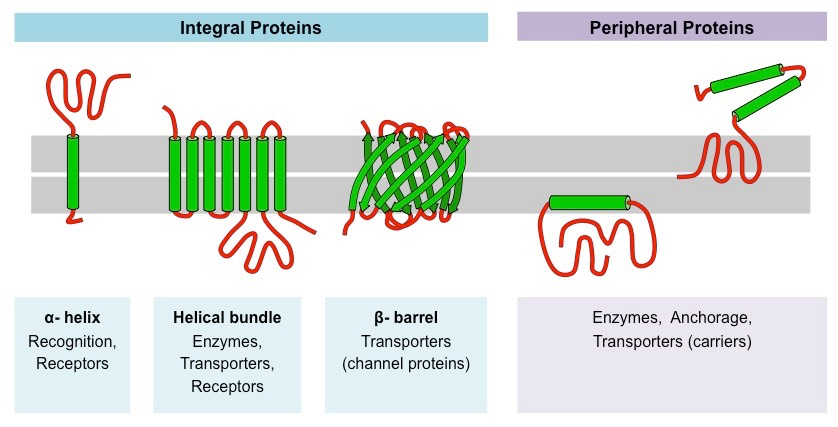 Integral Proteins
Peripheral Proteins
α- helix
Recognition,
Receptors
Helical bundle
Enzymes,
Transporters,
Receptors
β- barrel
Transporters
(channel proteins)
Enzymes, Anchorage,
Transporters (carriers)